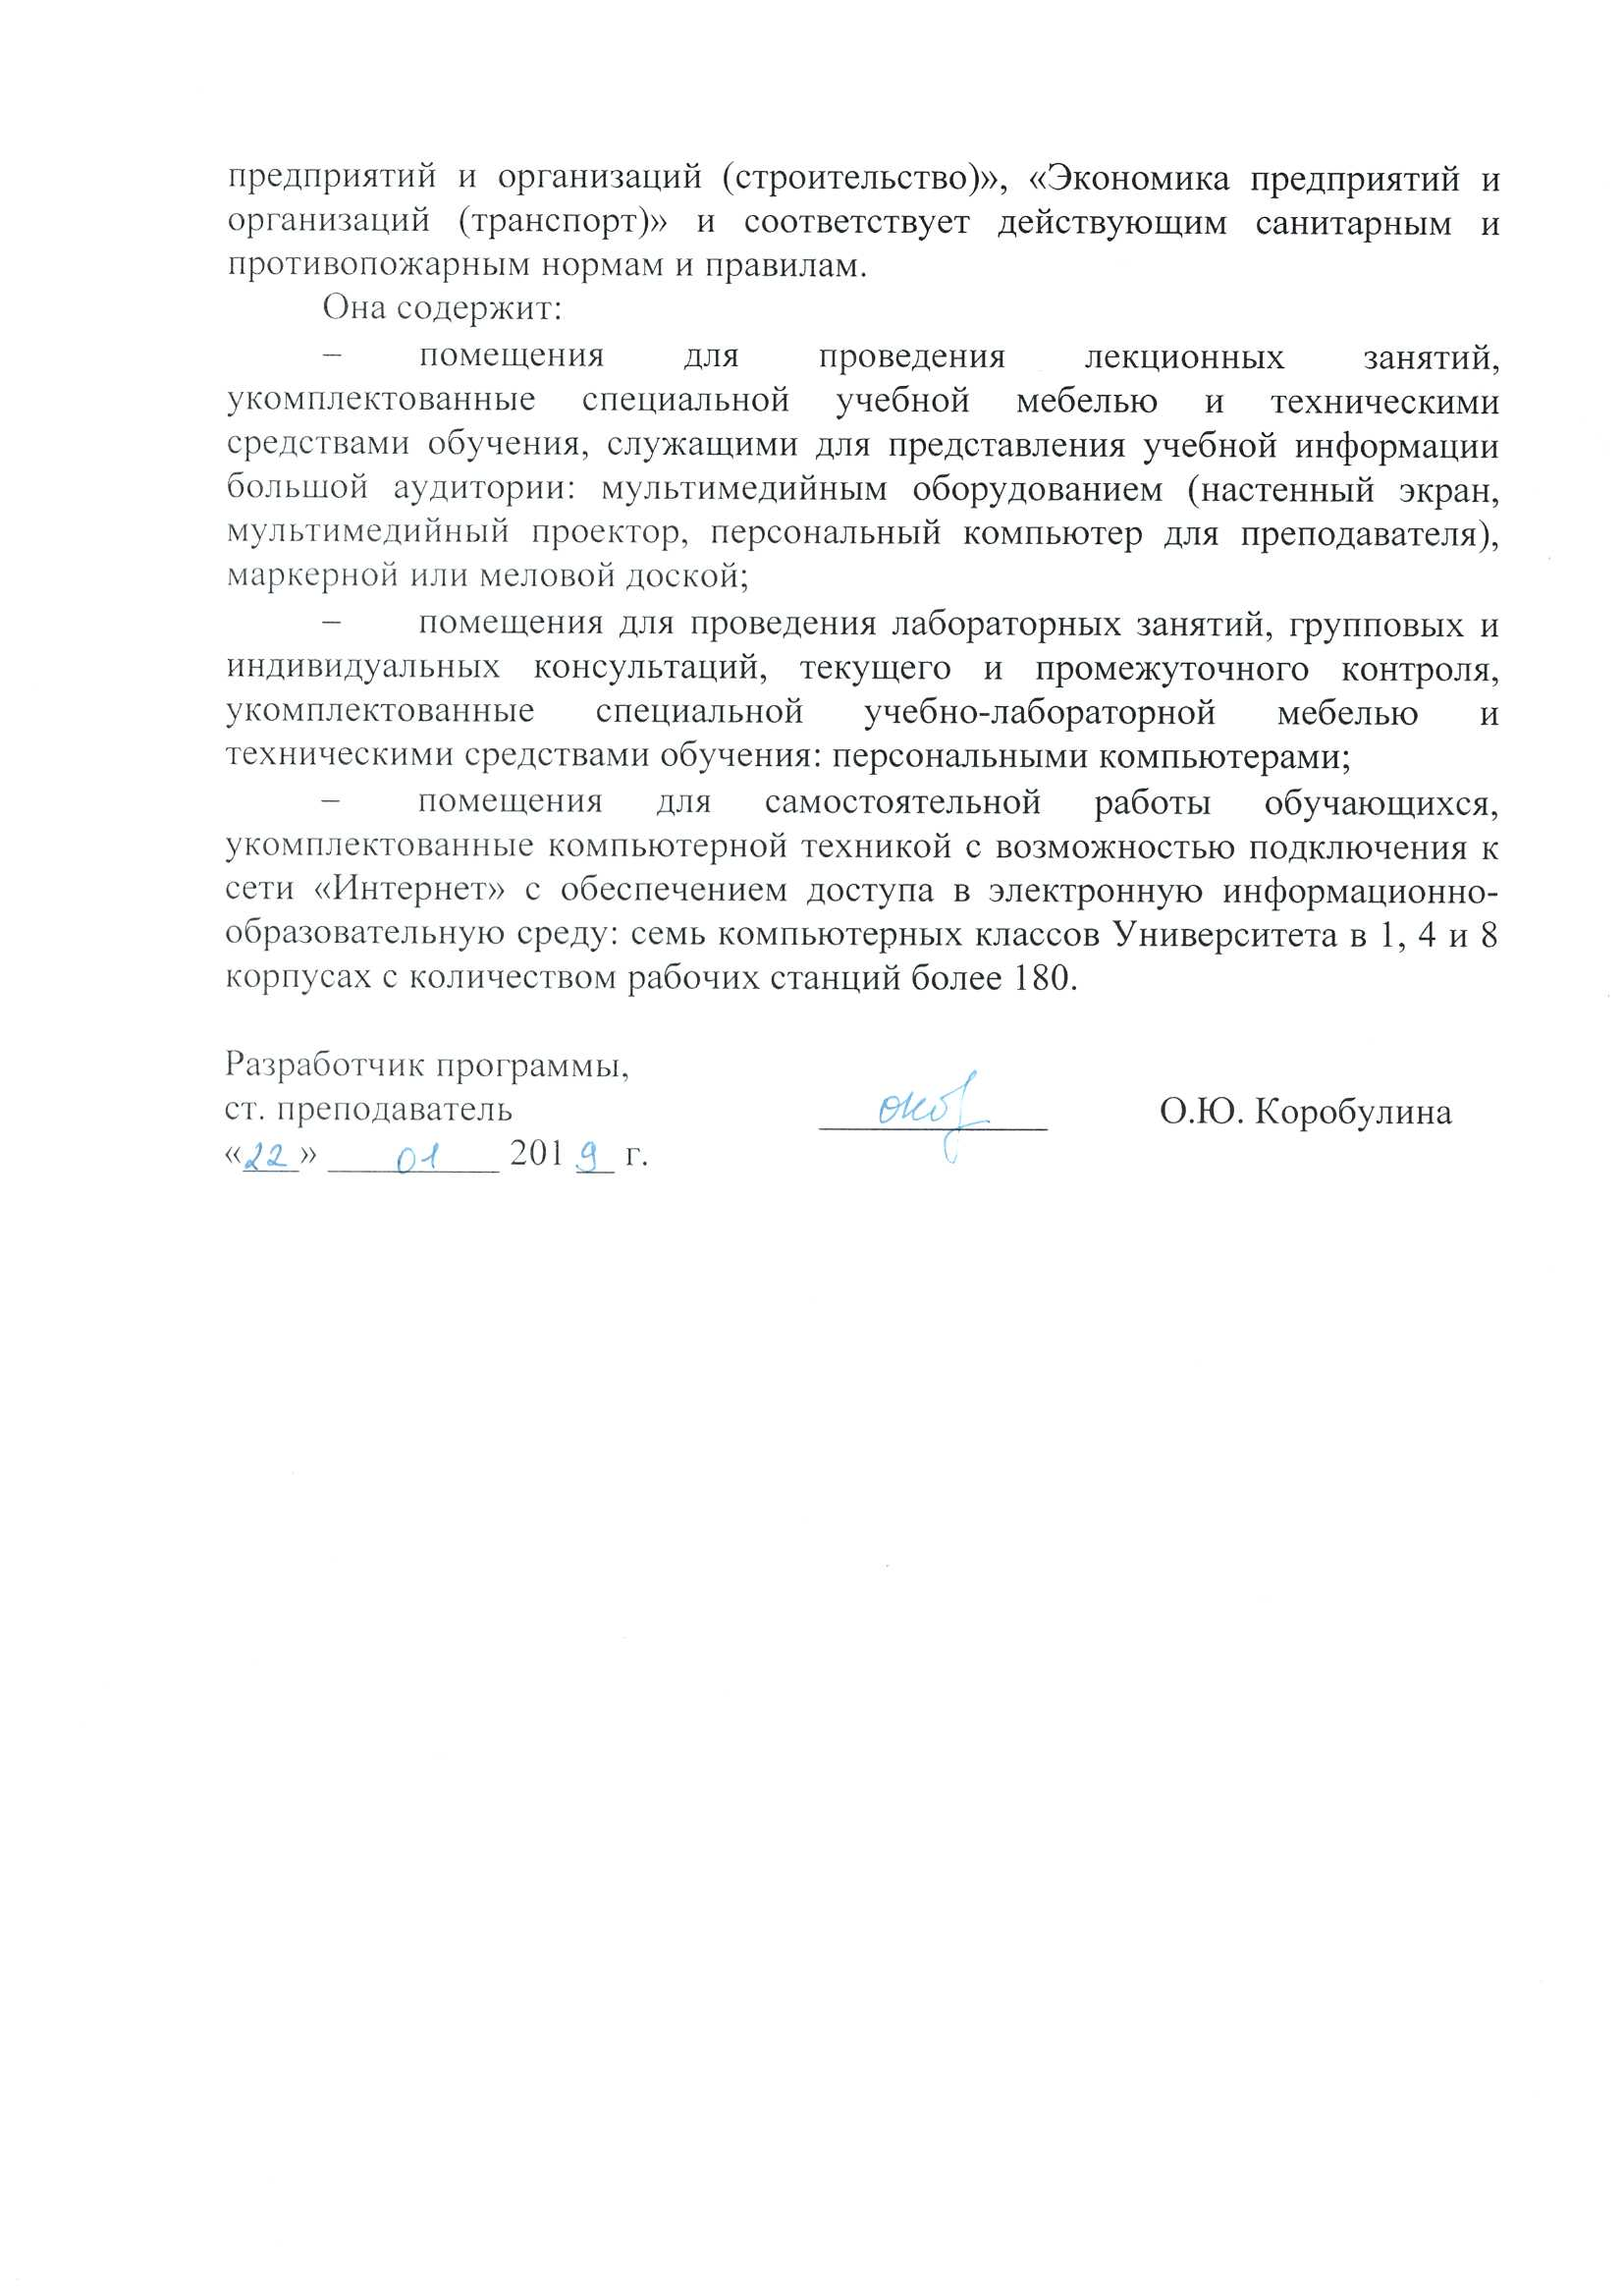 предприятий и организаций (строительство)», «Экономика предприятий и
организаций (транспорт)» и соответствует действующим санитарным и
противопожарным нормам и правилам.
Она содержит:
– помещения для проведения лекционных занятий,
укомплектованные специальной учебной мебелью и техническими
средствами обучения, служащими для представления учебной информации
большой аудитории: мультимедийным оборудованием (настенный экран,
мультимедийный проектор, персональный компьютер для преподавателя),
маркерной или меловой доской;
– помещения для проведения лабораторных занятий, групповых и
индивидуальных консультаций, текущего и промежуточного контроля,
укомплектованные специальной учебно-лабораторной мебелью и
техническими средствами обучения: персональными компьютерами;
– помещения для самостоятельной работы обучающихся,
укомплектованные компьютерной техникой с возможностью подключения к
сети «Интернет» с обеспечением доступа в электронную информационно-
образовательную среду: семь компьютерных классов Университета в 1, 4 и 8
корпусах с количеством рабочих станций более 180.
Разработчик программы,
ст. преподаватель О.Ю. Коробулина
«22» 01 2019 г.